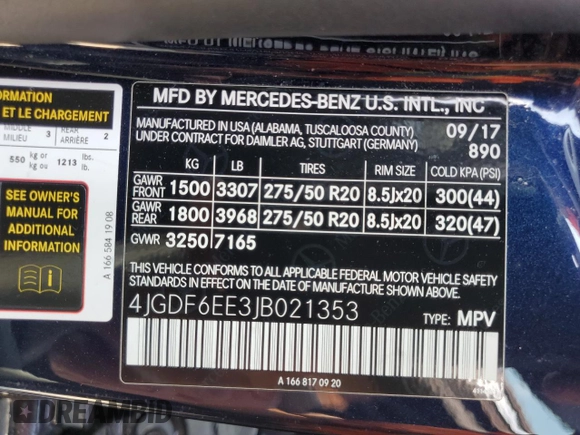 ORMATION
ET LE CHARGEMENT
MIDDLE 3 REAR 2
MILIEU ARRIÈRE
550 kg or 1213 lbs.
kg ou lb.
SEE OWNER'S
MANUAL FOR
ADDITIONAL
INFORMATION
A 166 584 19 08
MFD BY MERCEDES-BENZ U.S. INTL., INC
MANUFACTURED IN USA (ALABAMA, TUSCALOOSA COUNTY) 09/17
UNDER CONTRACT FOR DAIMLER AG, STUTTGART (GERMANY) 890
KG LB TIRES RIM SIZE COLD KPA (PSI)
GAWR FRONT 1500 3307 275/50 R20 8.5Jx20 300(44)
GAWR REAR 1800 3968 275/50 R20 8.5Jx20 320(47)
GVWR 3250 7165
THIS VEHICLE CONFORMS TO ALL APPLICABLE FEDERAL MOTOR VEHICLE SAFETY
STANDARDS IN EFFECT ON THE DATE OF MANUFACTURE SHOWN ABOVE.
4JGDF6EE3JB021353 TYPE: MPV
A 166 817 09 20
DREAMBID